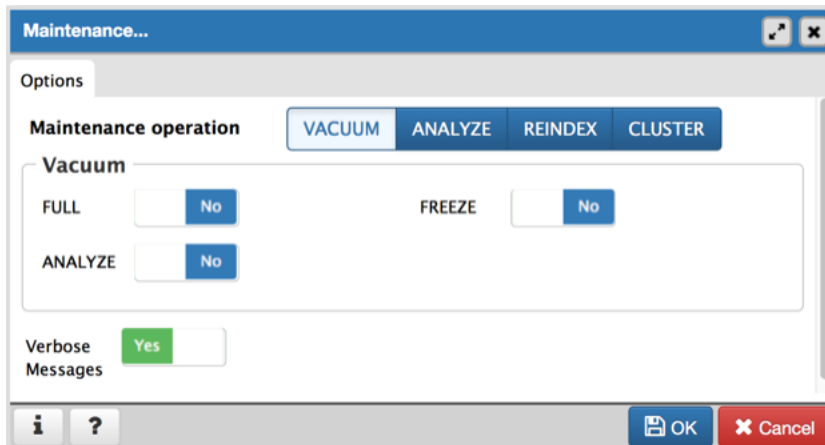 Maintenance...
Options
Maintenance operation VACUUM ANALYZE REINDEX CLUSTER
Vacuum
FULL No FREEZE No
ANALYZE No
Verbose Yes
Messages
i ? OK Cancel